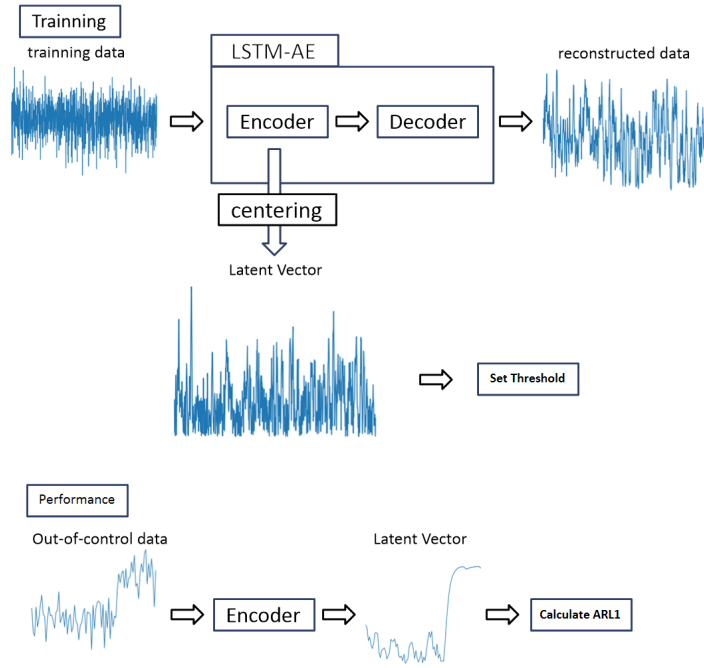 Trainning
trainning data
LSTM-AE
reconstructed data
Encoder
Decoder
centering
Latent Vector
Set Threshold
Performance
Out-of-control data
Latent Vector
Encoder
Calculate ARL1